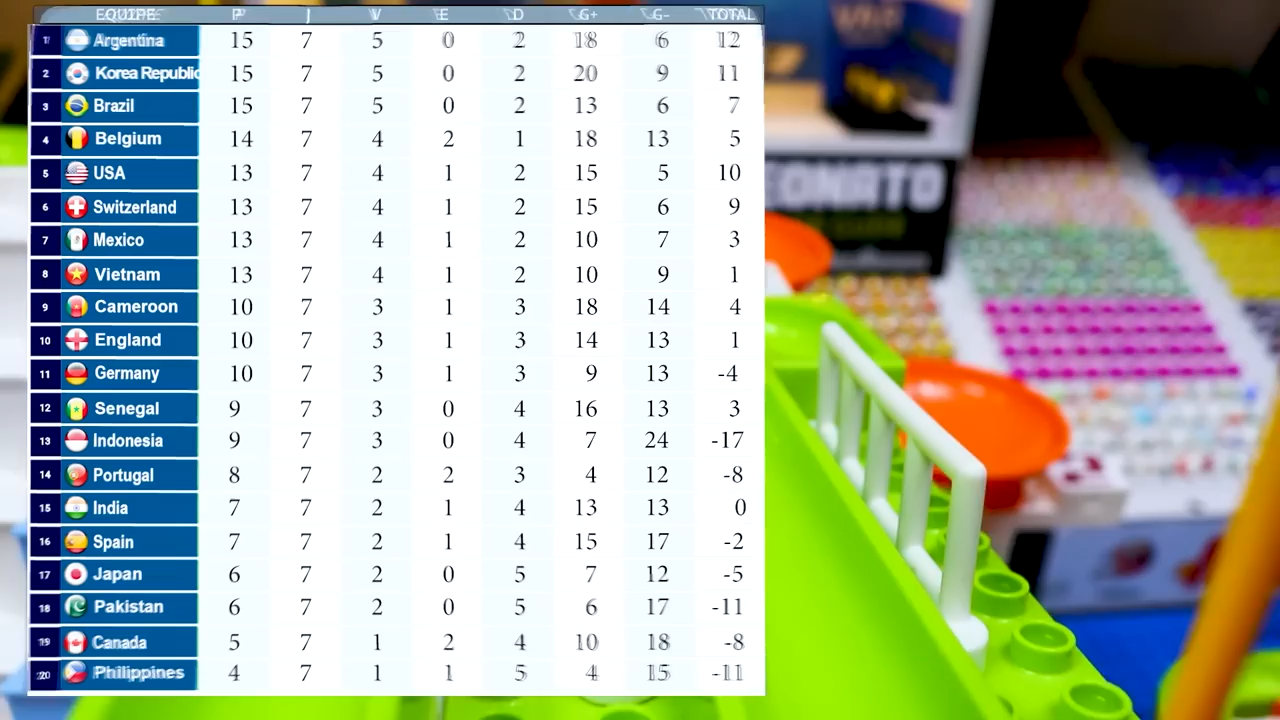 EQUIPE P J V E D G+ G- TOTAL
1 Argentina 15 7 5 0 2 18 6 12
2 Korea Republic 15 7 5 0 2 20 9 11
3 Brazil 15 7 5 0 2 13 6 7
4 Belgium 14 7 4 2 1 18 13 5
5 USA 13 7 4 1 2 15 5 10
6 Switzerland 13 7 4 1 2 15 6 9
7 Mexico 13 7 4 1 2 10 7 3
8 Vietnam 13 7 4 1 2 10 9 1
9 Cameroon 10 7 3 1 3 18 14 4
10 England 10 7 3 1 3 14 13 1
11 Germany 10 7 3 1 3 9 13 -4
12 Senegal 9 7 3 0 4 16 13 3
13 Indonesia 9 7 3 0 4 7 24 -17
14 Portugal 8 7 2 2 3 4 12 -8
15 India 7 7 2 1 4 13 13 0
16 Spain 7 7 2 1 4 15 17 -2
17 Japan 6 7 2 0 5 7 12 -5
18 Pakistan 6 7 2 0 5 6 17 -11
19 Canada 5 7 1 2 4 10 18 -8
20 Philippines 4 7 1 1 5 4 15 -11
EONATO